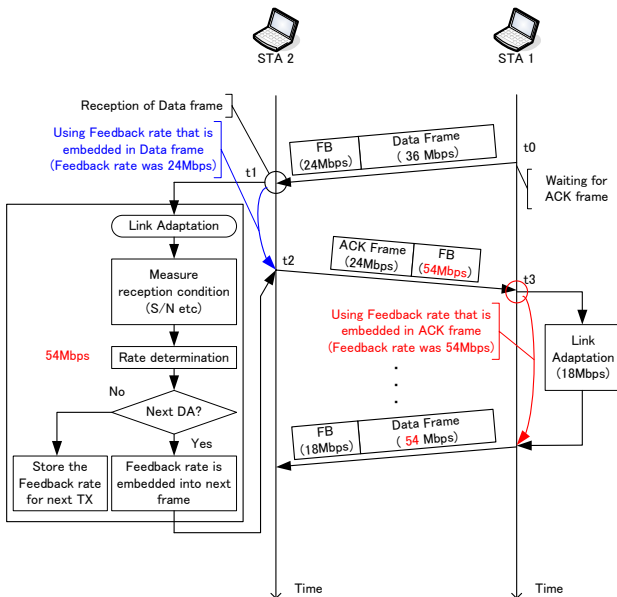 STA 2
STA 1
Reception of Data frame
Using Feedback rate that is
embedded in Data frame
(Feedback rate was 24Mbps)
FB
(24Mbps)
Data Frame
( 36 Mbps)
t0
t1
Waiting for
ACK frame
Link Adaptation
Measure
reception condition
(S/N etc)
54Mbps
Rate determination
No
Next DA?
Yes
Store the
Feedback rate
for next TX
Feedback rate is
embedded into next
frame
t2
ACK Frame
(24Mbps)
FB
(54Mbps)
t3
Using Feedback rate that is
embedded in ACK frame
(Feedback rate was 54Mbps)
Link
Adaptation
(18Mbps)
FB
(18Mbps)
Data Frame
( 54 Mbps)
Time
Time